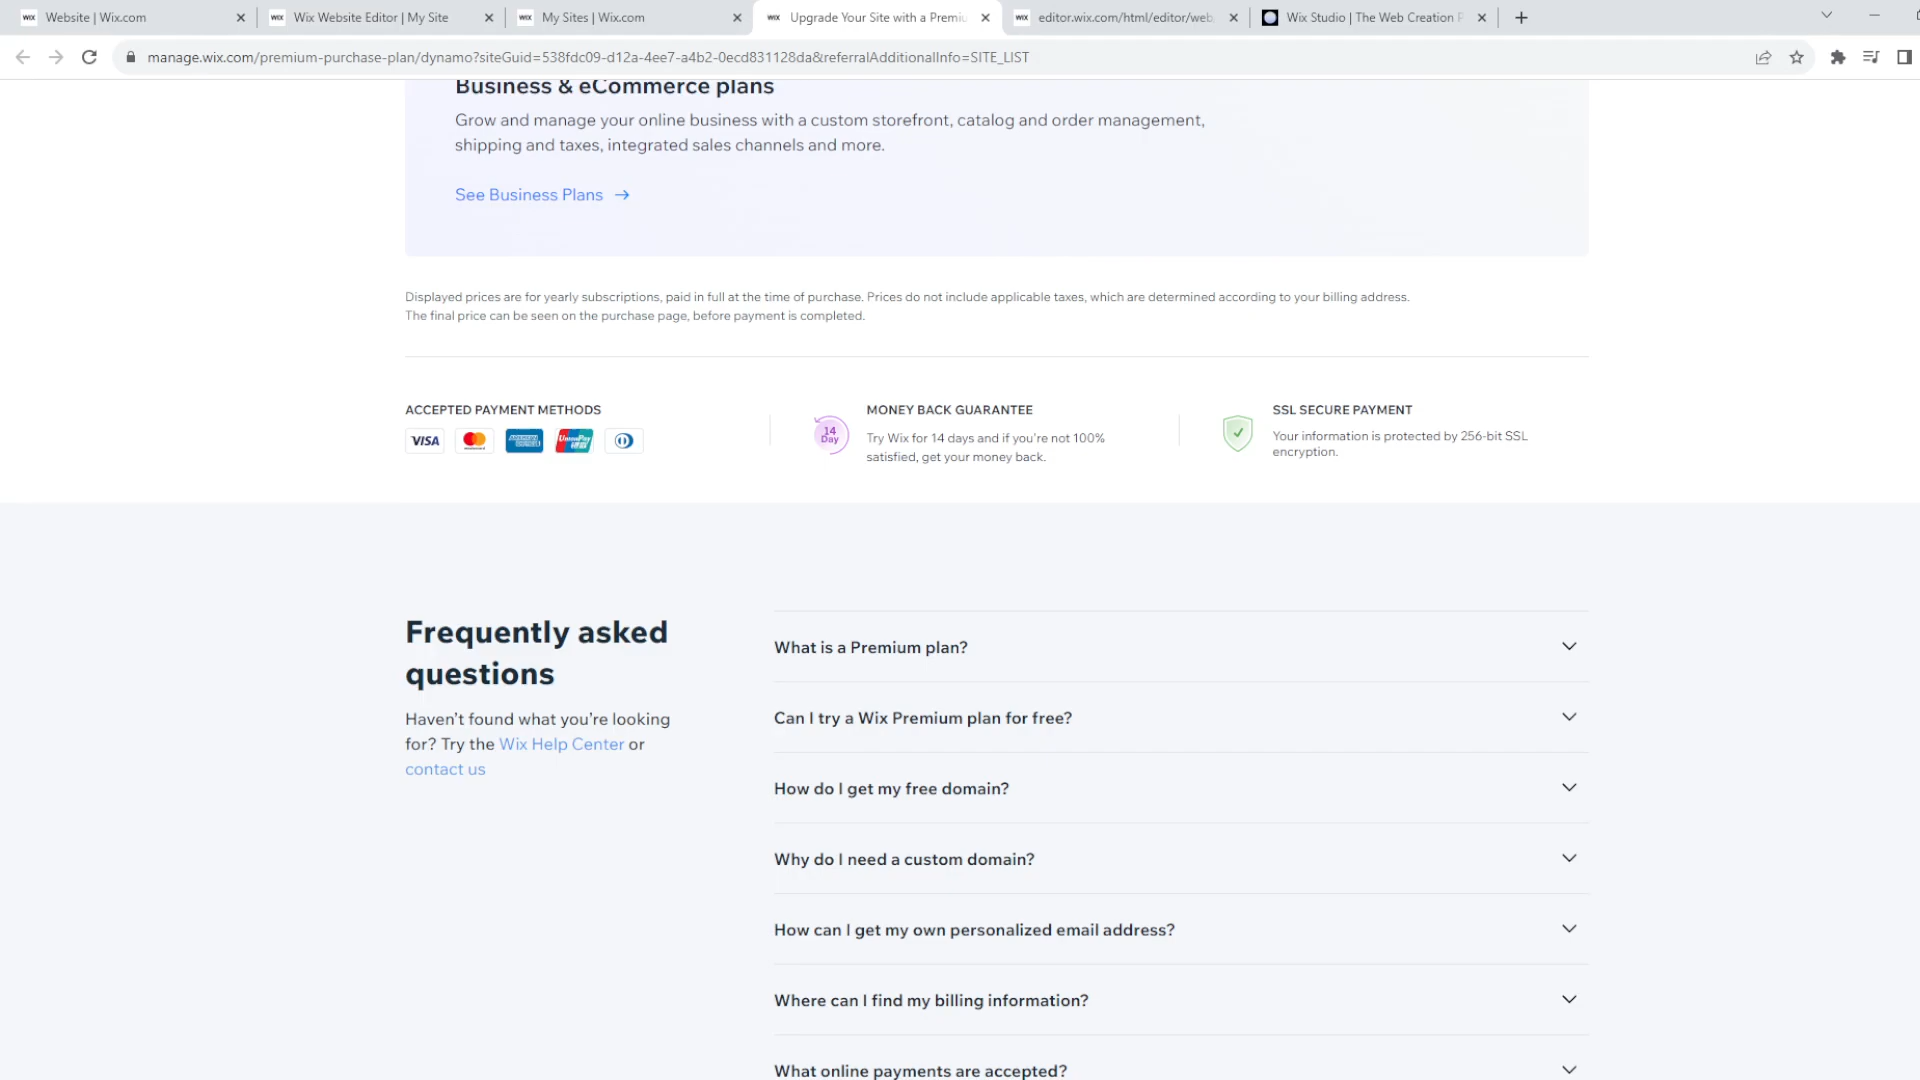 WIX Website | Wix.com
WIX Wix Website Editor | My Site
WIX My Sites | Wix.com
WIX Upgrade Your Site with a Premiu
WIX editor.wix.com/html/editor/web
Wix Studio | The Web Creation P
manage.wix.com/premium-purchase-plan/dynamo?siteGuid=538fdc09-d12a-4ee7-a4b2-0ecd831128da&referralAdditionalInfo=SITE_LIST
Business & eCommerce plans
Grow and manage your online business with a custom storefront, catalog and order management,
shipping and taxes, integrated sales channels and more.
See Business Plans →
Displayed prices are for yearly subscriptions, paid in full at the time of purchase. Prices do not include applicable taxes, which are determined according to your billing address.
The final price can be seen on the purchase page, before payment is completed.
ACCEPTED PAYMENT METHODS
VISA
UnionPay
14
Day
MONEY BACK GUARANTEE
Try Wix for 14 days and if you're not 100%
satisfied, get your money back.
SSL SECURE PAYMENT
Your information is protected by 256-bit SSL
encryption.
Frequently asked
questions
Haven't found what you're looking
for? Try the Wix Help Center or
contact us
What is a Premium plan?
Can I try a Wix Premium plan for free?
How do I get my free domain?
Why do I need a custom domain?
How can I get my own personalized email address?
Where can I find my billing information?
What online payments are accepted?